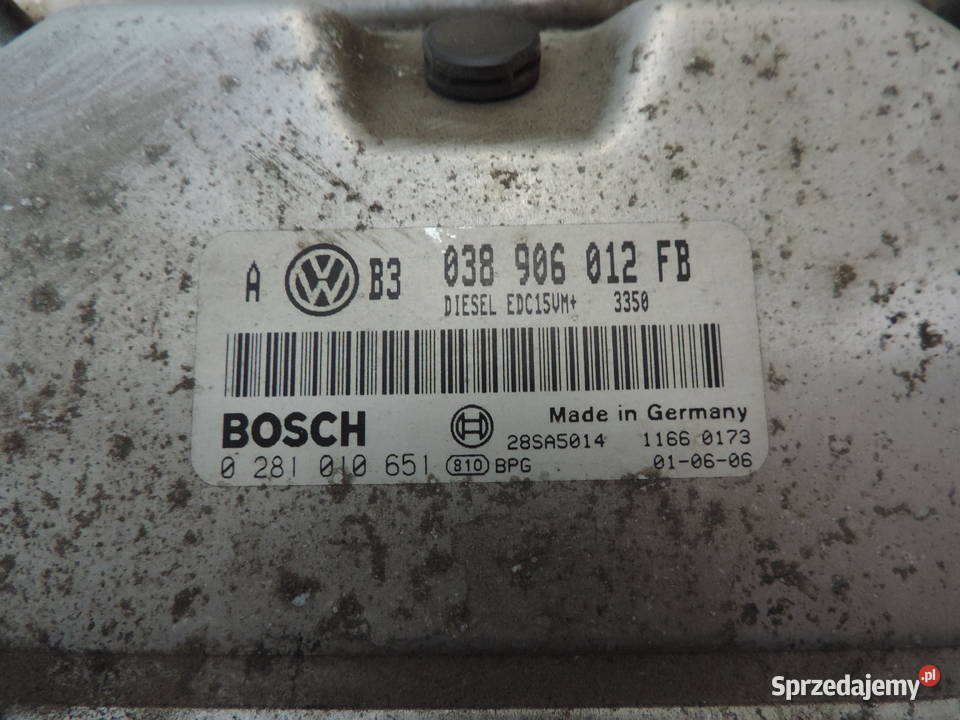 A VW B3 038 906 012 FB
DIESEL EDC15VM+ 3350
BOSCH
Made in Germany
28SA5014 1166 0173
0 281 010 651 810 BPG 01-06-06
Sprzedajemy.pl